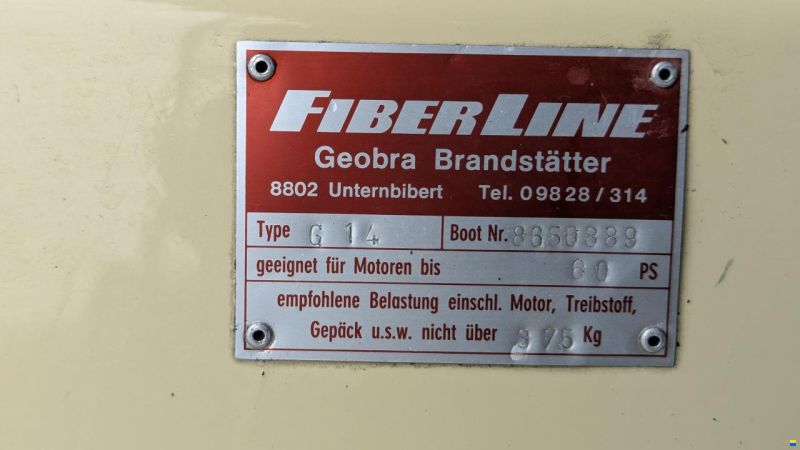 FIBERLINE
Geobra Brandstätter
8802 Unternbibert Tel. 09828/314
Type G 14 Boot Nr.
geeignet für Motoren bis 60 PS
empfohlene Belastung einschl. Motor, Treibstoff,
Gepäck u.s.w. nicht über 375 Kg